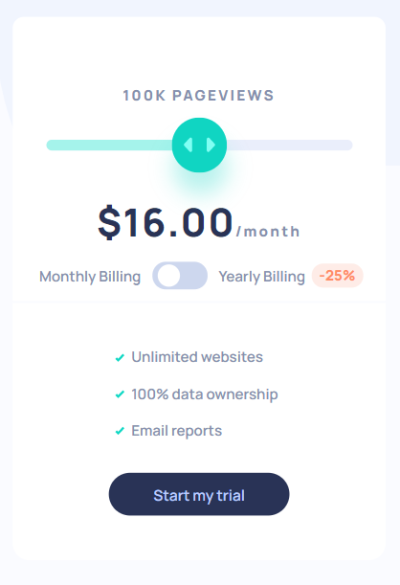 100K PAGEVIEWS
$16.00/month
Monthly Billing Yearly Billing -25%
Unlimited websites
100% data ownership
Email reports
Start my trial